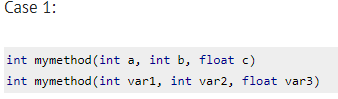 Case 1:
int mymethod(int a, int b, float c)
int mymethod(int var1, int var2, float var3)